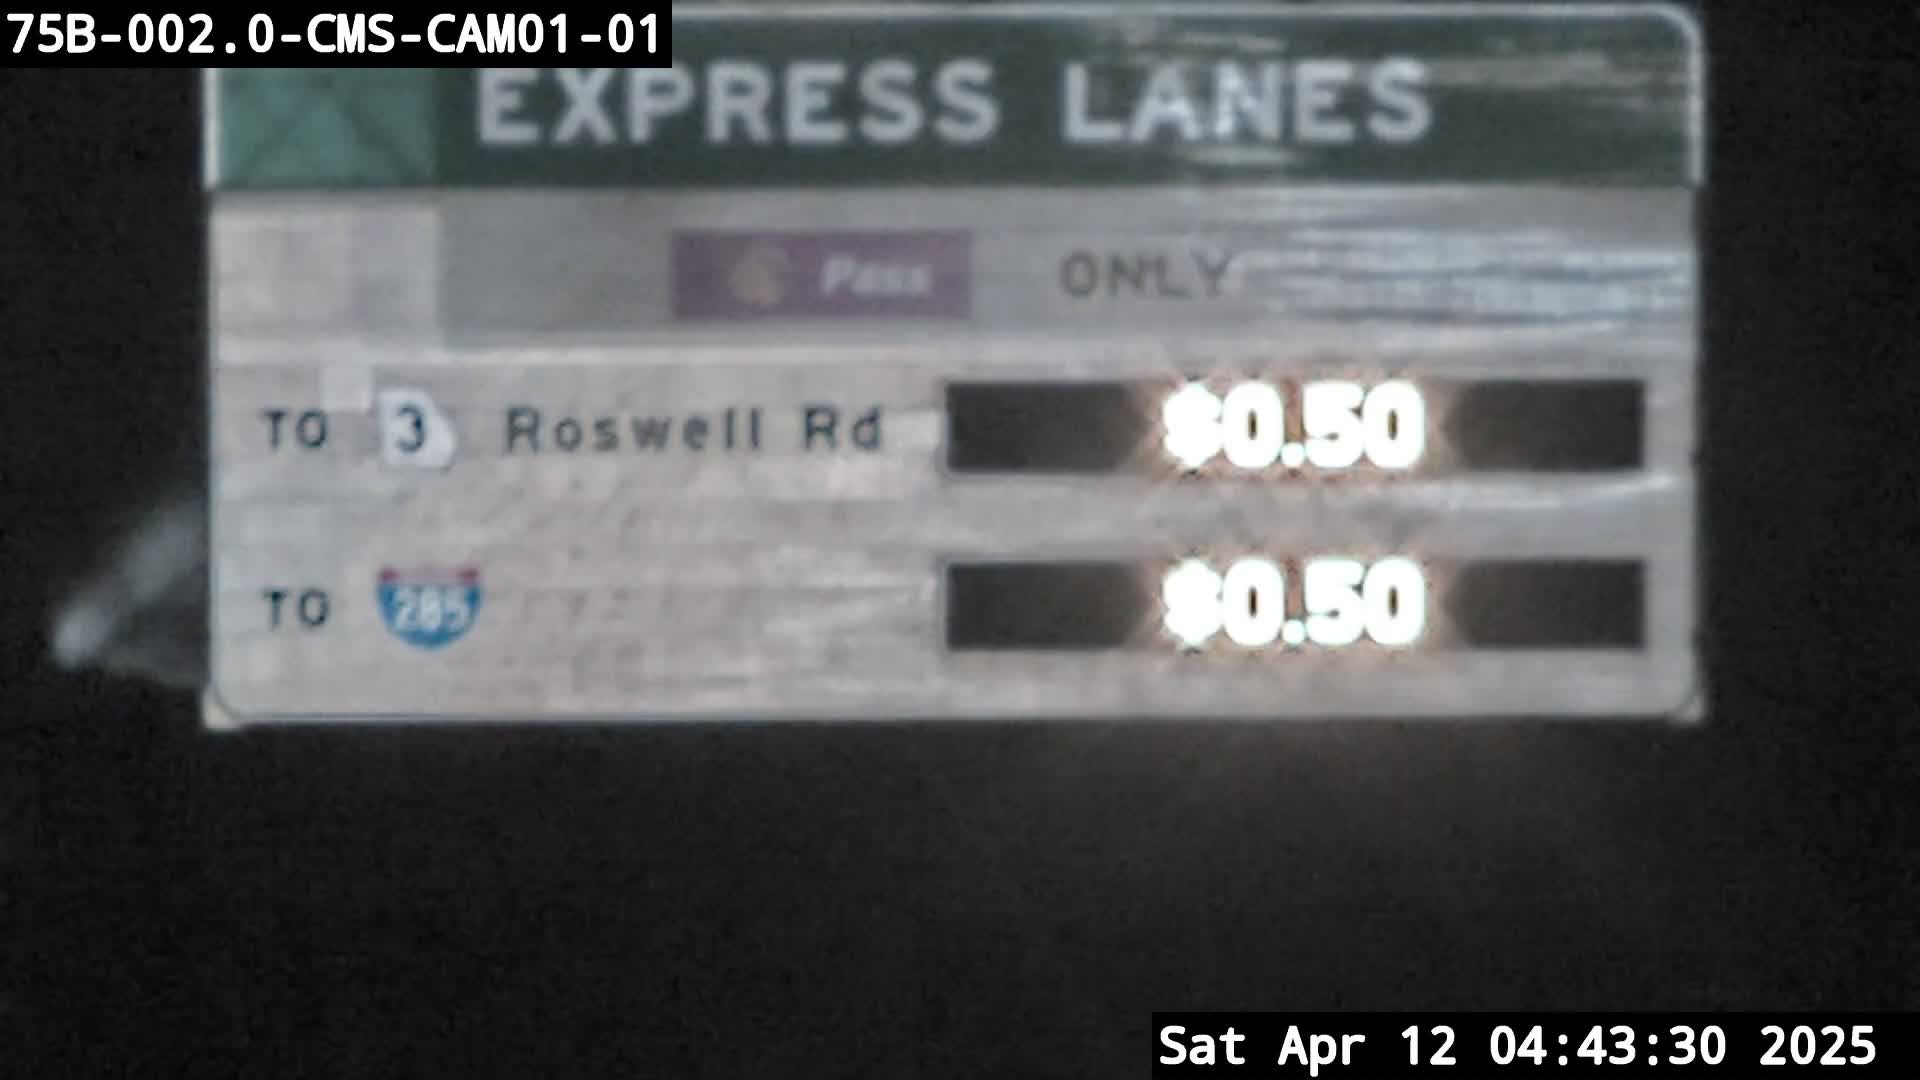 75B-002.0-CMS-CAM01-01
EXPRESS LANES
Pass ONLY
TO 3 Roswell Rd $0.50
TO 285 $0.50
Sat Apr 12 04:43:30 2025